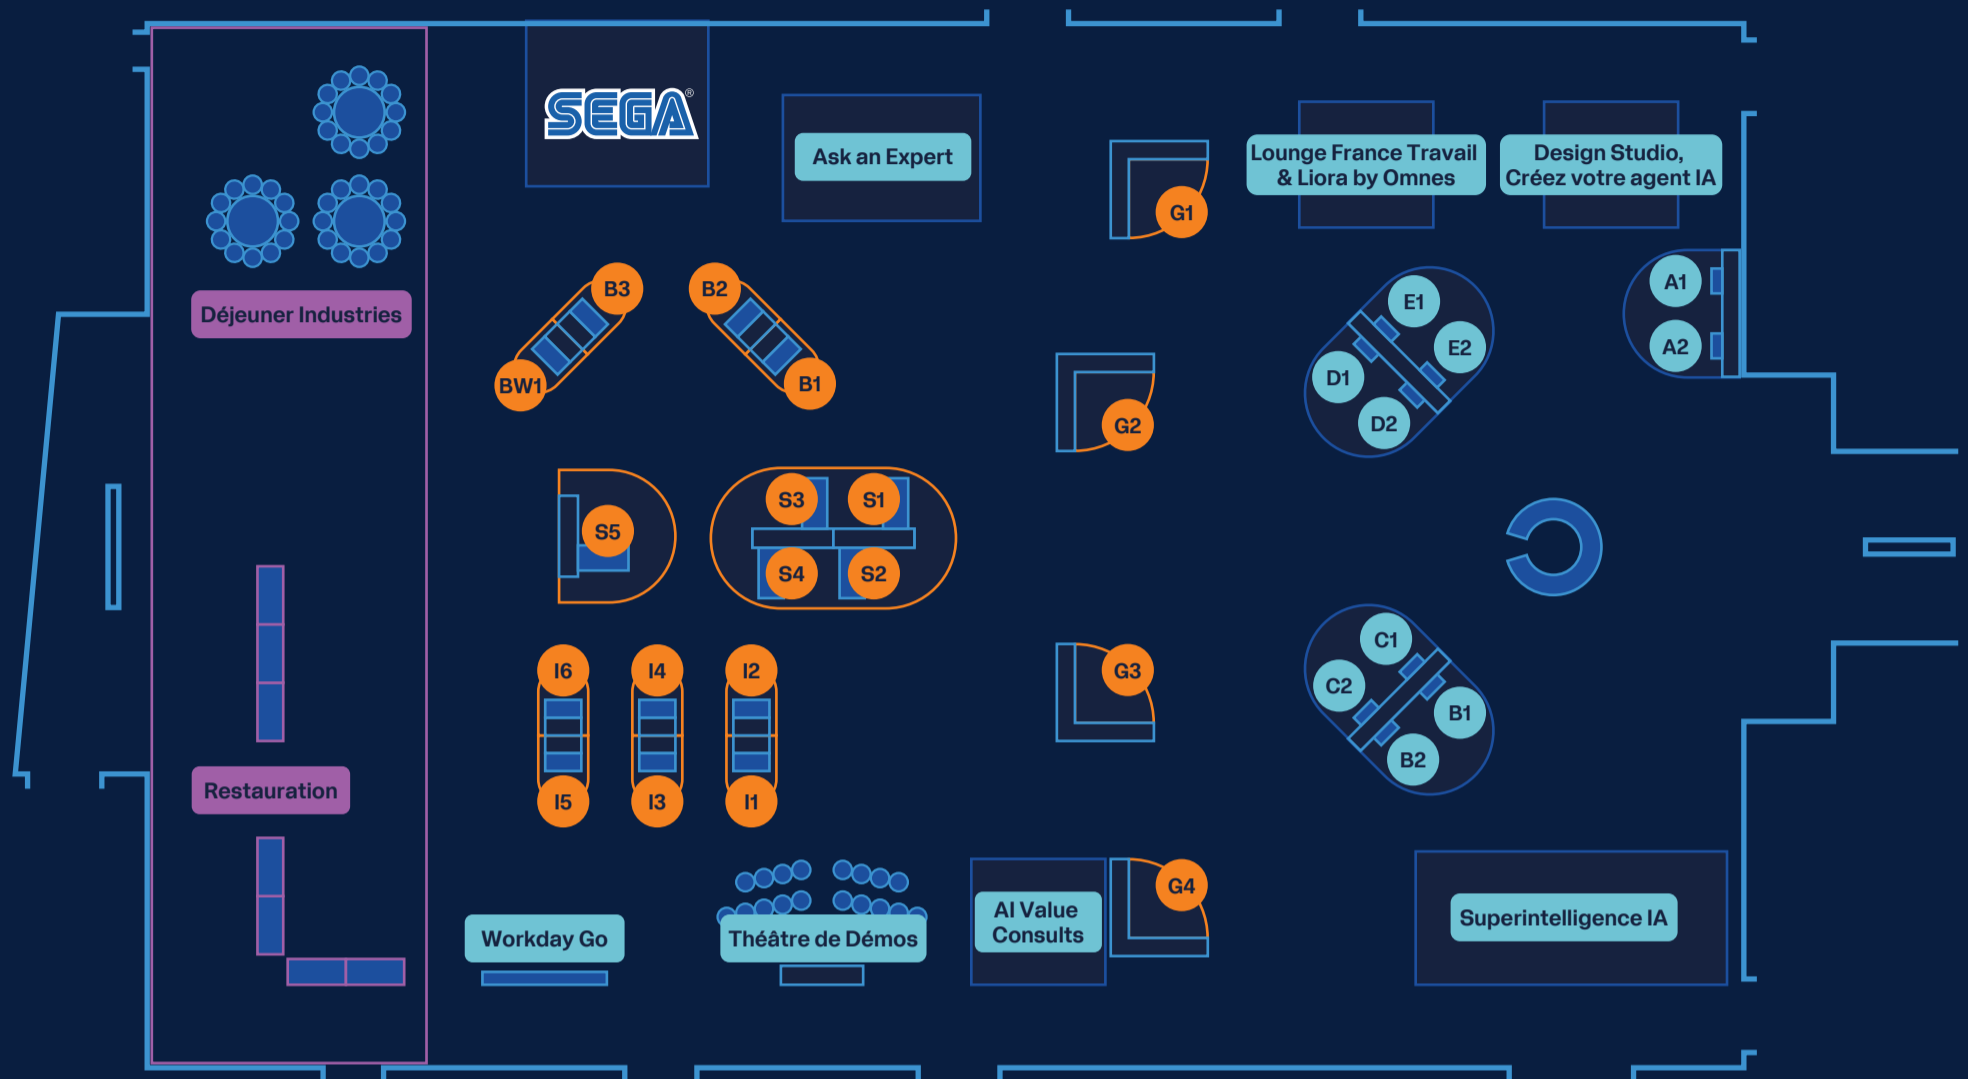 SEGA®
Ask an Expert
Lounge France Travail
& Liora by Omnes
Design Studio,
Créez votre agent IA
G1
Déjeuner Industries
B3
B2
BW1
B1
G2
E1
E2
D1
D2
A1
A2
S5
S3
S1
S4
S2
I6
I4
I2
I5
I3
I1
G3
C1
C2
B1
B2
Restauration
Workday Go
Théâtre de Démos
AI Value
Consults
G4
Superintelligence IA